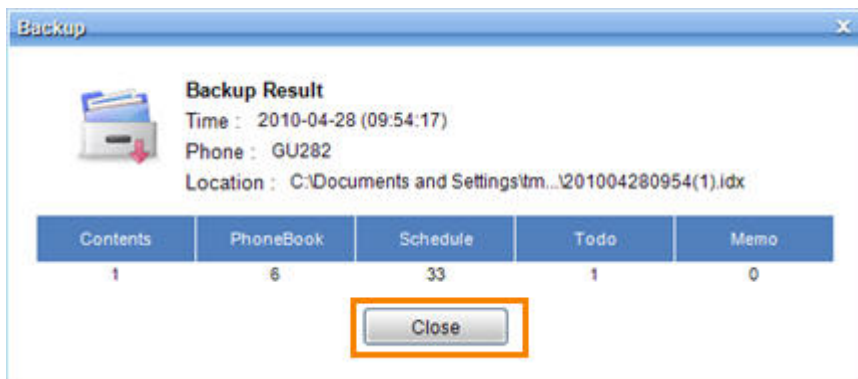 Backup
Backup Result
Time : 2010-04-28 (09:54:17)
Phone : GU282
Location : C:\Documents and Settings\tm...\201004280954(1).idx
Contents PhoneBook Schedule Todo Memo
1 6 33 1 0
Close